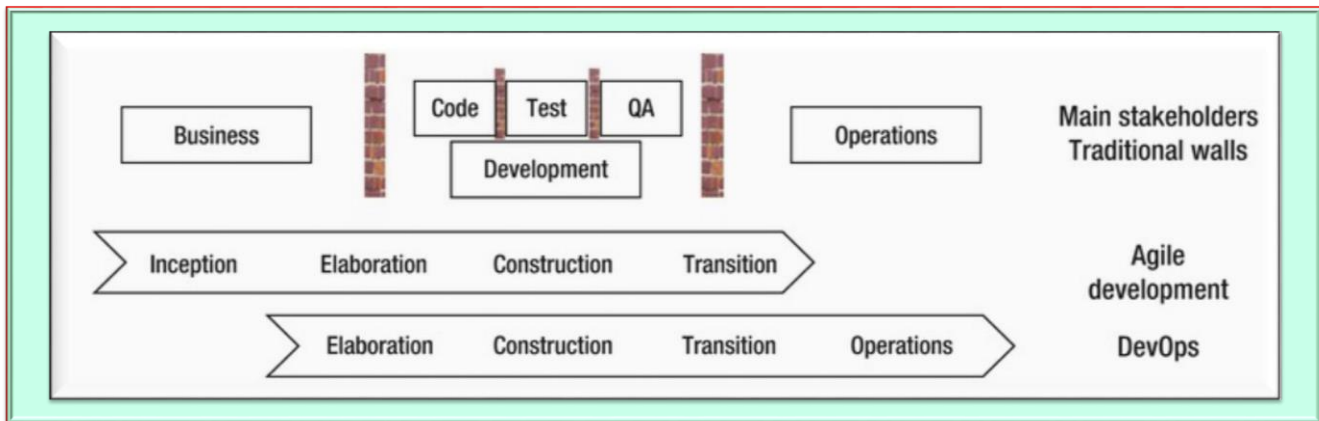 Business
Code
Test
QA
Development
Operations
Main stakeholders
Traditional walls
Inception
Elaboration
Construction
Transition
Agile
development
Elaboration
Construction
Transition
Operations
DevOps